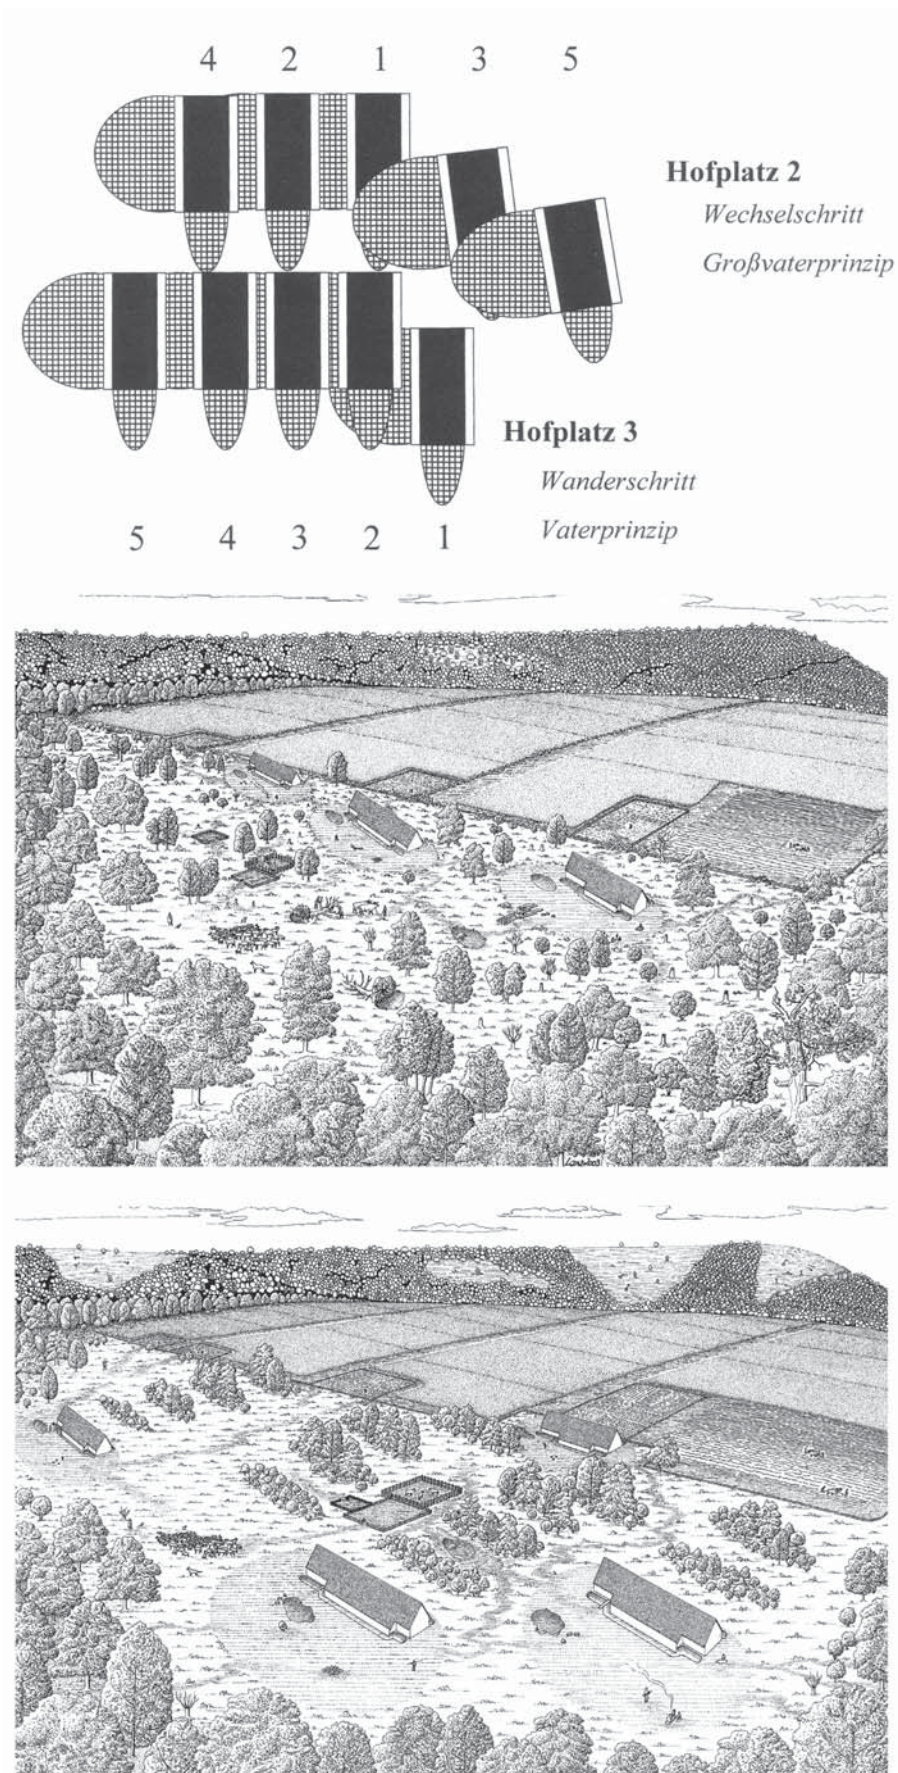 4 2 1 3 5
Hofplatz 2
Wechselschritt
Großvaterprinzip
Hofplatz 3
Wanderschritt
Vaterprinzip
5 4 3 2 1